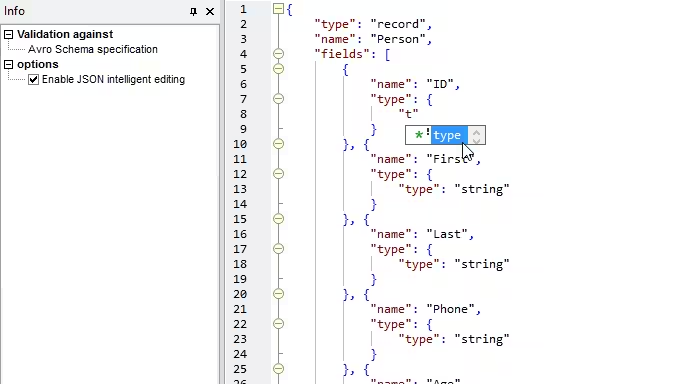 Info
Validation against
Avro Schema specification
options
Enable JSON intelligent editing
1 {
2 "type": "record",
3 "name": "Person",
4 "fields": [
5 {
6 "name": "ID",
7 "type": {
8 "t"
9 }
*! type
10 }, {
11 "name": "First",
12 "type": {
13 "type": "string"
14 }
15 }, {
16 "name": "Last",
17 "type": {
18 "type": "string"
19 }
20 }, {
21 "name": "Phone",
22 "type": {
23 "type": "string"
24 }
25 }, {
26 "name": "Age"